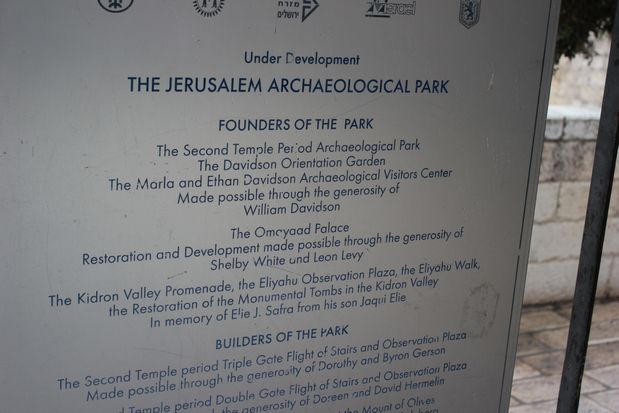 מזרח
ירושלים
Israel
Under Development
THE JERUSALEM ARCHAEOLOGICAL PARK
FOUNDERS OF THE PARK
The Second Temple Period Archaeological Park
The Davidson Orientation Garden
The Marla and Ethan Davidson Archaeological Visitors Center
Made possible through the generosity of
William Davidson
The Omayyad Palace
Restoration and Development made possible through the generosity of
Shelby White and Leon Levy
The Kidron Valley Promenade, the Eliyahu Observation Plaza, the Eliyahu Walk,
the Restoration of the Monumental Tombs in the Kidron Valley
In memory of Elie J. Safra from his son Jaqui Elie
BUILDERS OF THE PARK
The Second Temple period Triple Gate Flight of Stairs and Observation Plaza
Made possible through the generosity of Dorothy and Byron Gerson
Temple period Double Gate Flight of Stairs and Observation Plaza
the generosity of Doreen and David Hermelin
the Mount of Olives